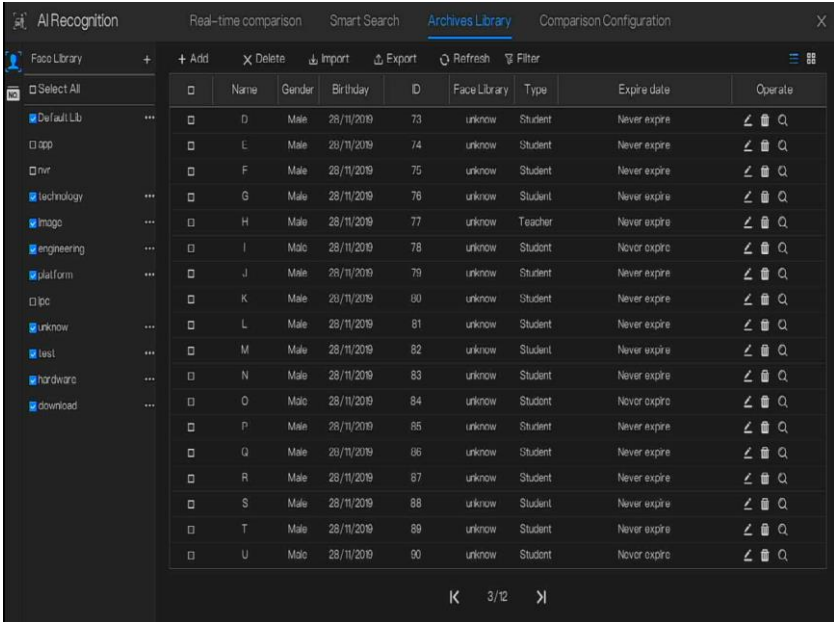 AI Recognition Real-time comparison Smart Search Archives Library Comparison Configuration X
Face Library + + Add X Delete Import Export Refresh Filter
NO.
Select All Name Gender Birthday ID Face Library Type Expire date Operate
Default Lib ... D Male 28/11/2019 73 unknow Student Never expire
app E Male 28/11/2019 74 unknow Student Never expire
nvr F Male 28/11/2019 75 unknow Student Never expire
technology ... G Male 28/11/2019 76 unknow Student Never expire
Image ... H Male 28/11/2019 77 unknow Teacher Never expire
engineering ... I Male 28/11/2019 78 unknow Student Never expire
platform ... J Male 28/11/2019 79 unknow Student Never expire
ipc K Male 28/11/2019 80 unknow Student Never expire
unknow ... L Male 28/11/2019 81 unknow Student Never expire
test ... M Male 28/11/2019 82 unknow Student Never expire
hardware ... N Male 28/11/2019 83 unknow Student Never expire
download ... O Male 28/11/2019 84 unknow Student Never expire
P Male 28/11/2019 85 unknow Student Never expire
Q Male 28/11/2019 86 unknow Student Never expire
R Male 28/11/2019 87 unknow Student Never expire
S Male 28/11/2019 88 unknow Student Never expire
T Male 28/11/2019 89 unknow Student Never expire
U Male 28/11/2019 90 unknow Student Never expire
3/12